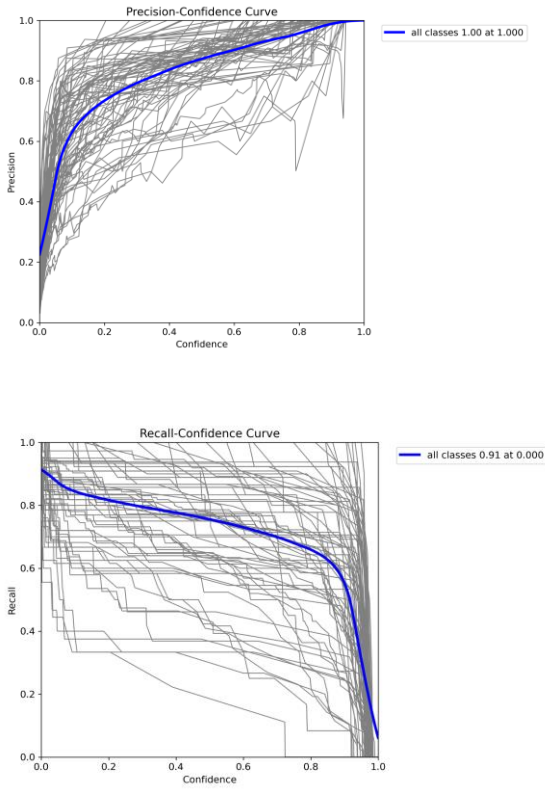 Precision-Confidence Curve
all classes 1.00 at 1.000
1.0
0.8
0.6
0.4
0.2
0.0
Precision
0.0 0.2 0.4 0.6 0.8 1.0
Confidence
Recall-Confidence Curve
all classes 0.91 at 0.000
1.0
0.8
0.6
0.4
0.2
0.0
Recall
0.0 0.2 0.4 0.6 0.8 1.0
Confidence